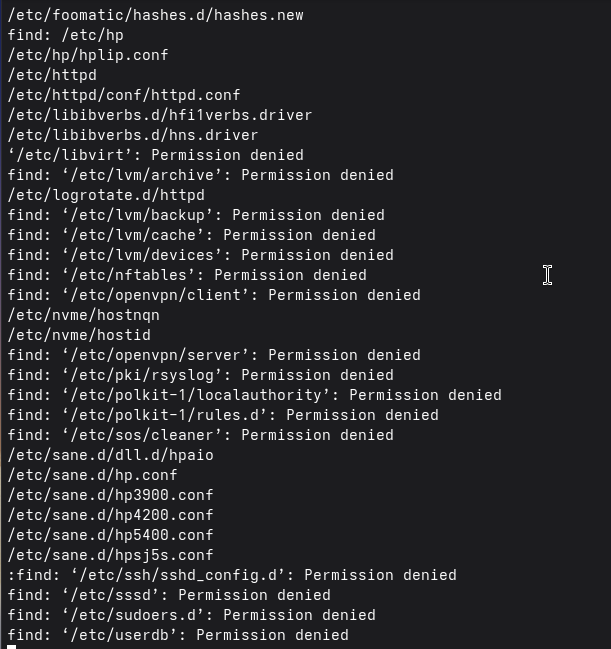 /etc/foomatic/hashes.d/hashes.new
find: /etc/hp
/etc/hp/hplip.conf
/etc/httpd
/etc/httpd/conf/httpd.conf
/etc/libibverbs.d/hfi1verbs.driver
/etc/libibverbs.d/hns.driver
‘/etc/libvirt’: Permission denied
find: ‘/etc/lvm/archive’: Permission denied
/etc/logrotate.d/httpd
find: ‘/etc/lvm/backup’: Permission denied
find: ‘/etc/lvm/cache’: Permission denied
find: ‘/etc/lvm/devices’: Permission denied
find: ‘/etc/nftables’: Permission denied
find: ‘/etc/openvpn/client’: Permission denied
/etc/nvme/hostnqn
/etc/nvme/hostid
find: ‘/etc/openvpn/server’: Permission denied
find: ‘/etc/pki/rsyslog’: Permission denied
find: ‘/etc/polkit-1/localauthority’: Permission denied
find: ‘/etc/polkit-1/rules.d’: Permission denied
find: ‘/etc/sos/cleaner’: Permission denied
/etc/sane.d/dll.d/hpaio
/etc/sane.d/hp.conf
/etc/sane.d/hp3900.conf
/etc/sane.d/hp4200.conf
/etc/sane.d/hp5400.conf
/etc/sane.d/hpsj5s.conf
:find: ‘/etc/ssh/sshd_config.d’: Permission denied
find: ‘/etc/sssd’: Permission denied
find: ‘/etc/sudoers.d’: Permission denied
find: ‘/etc/userdb’: Permission denied